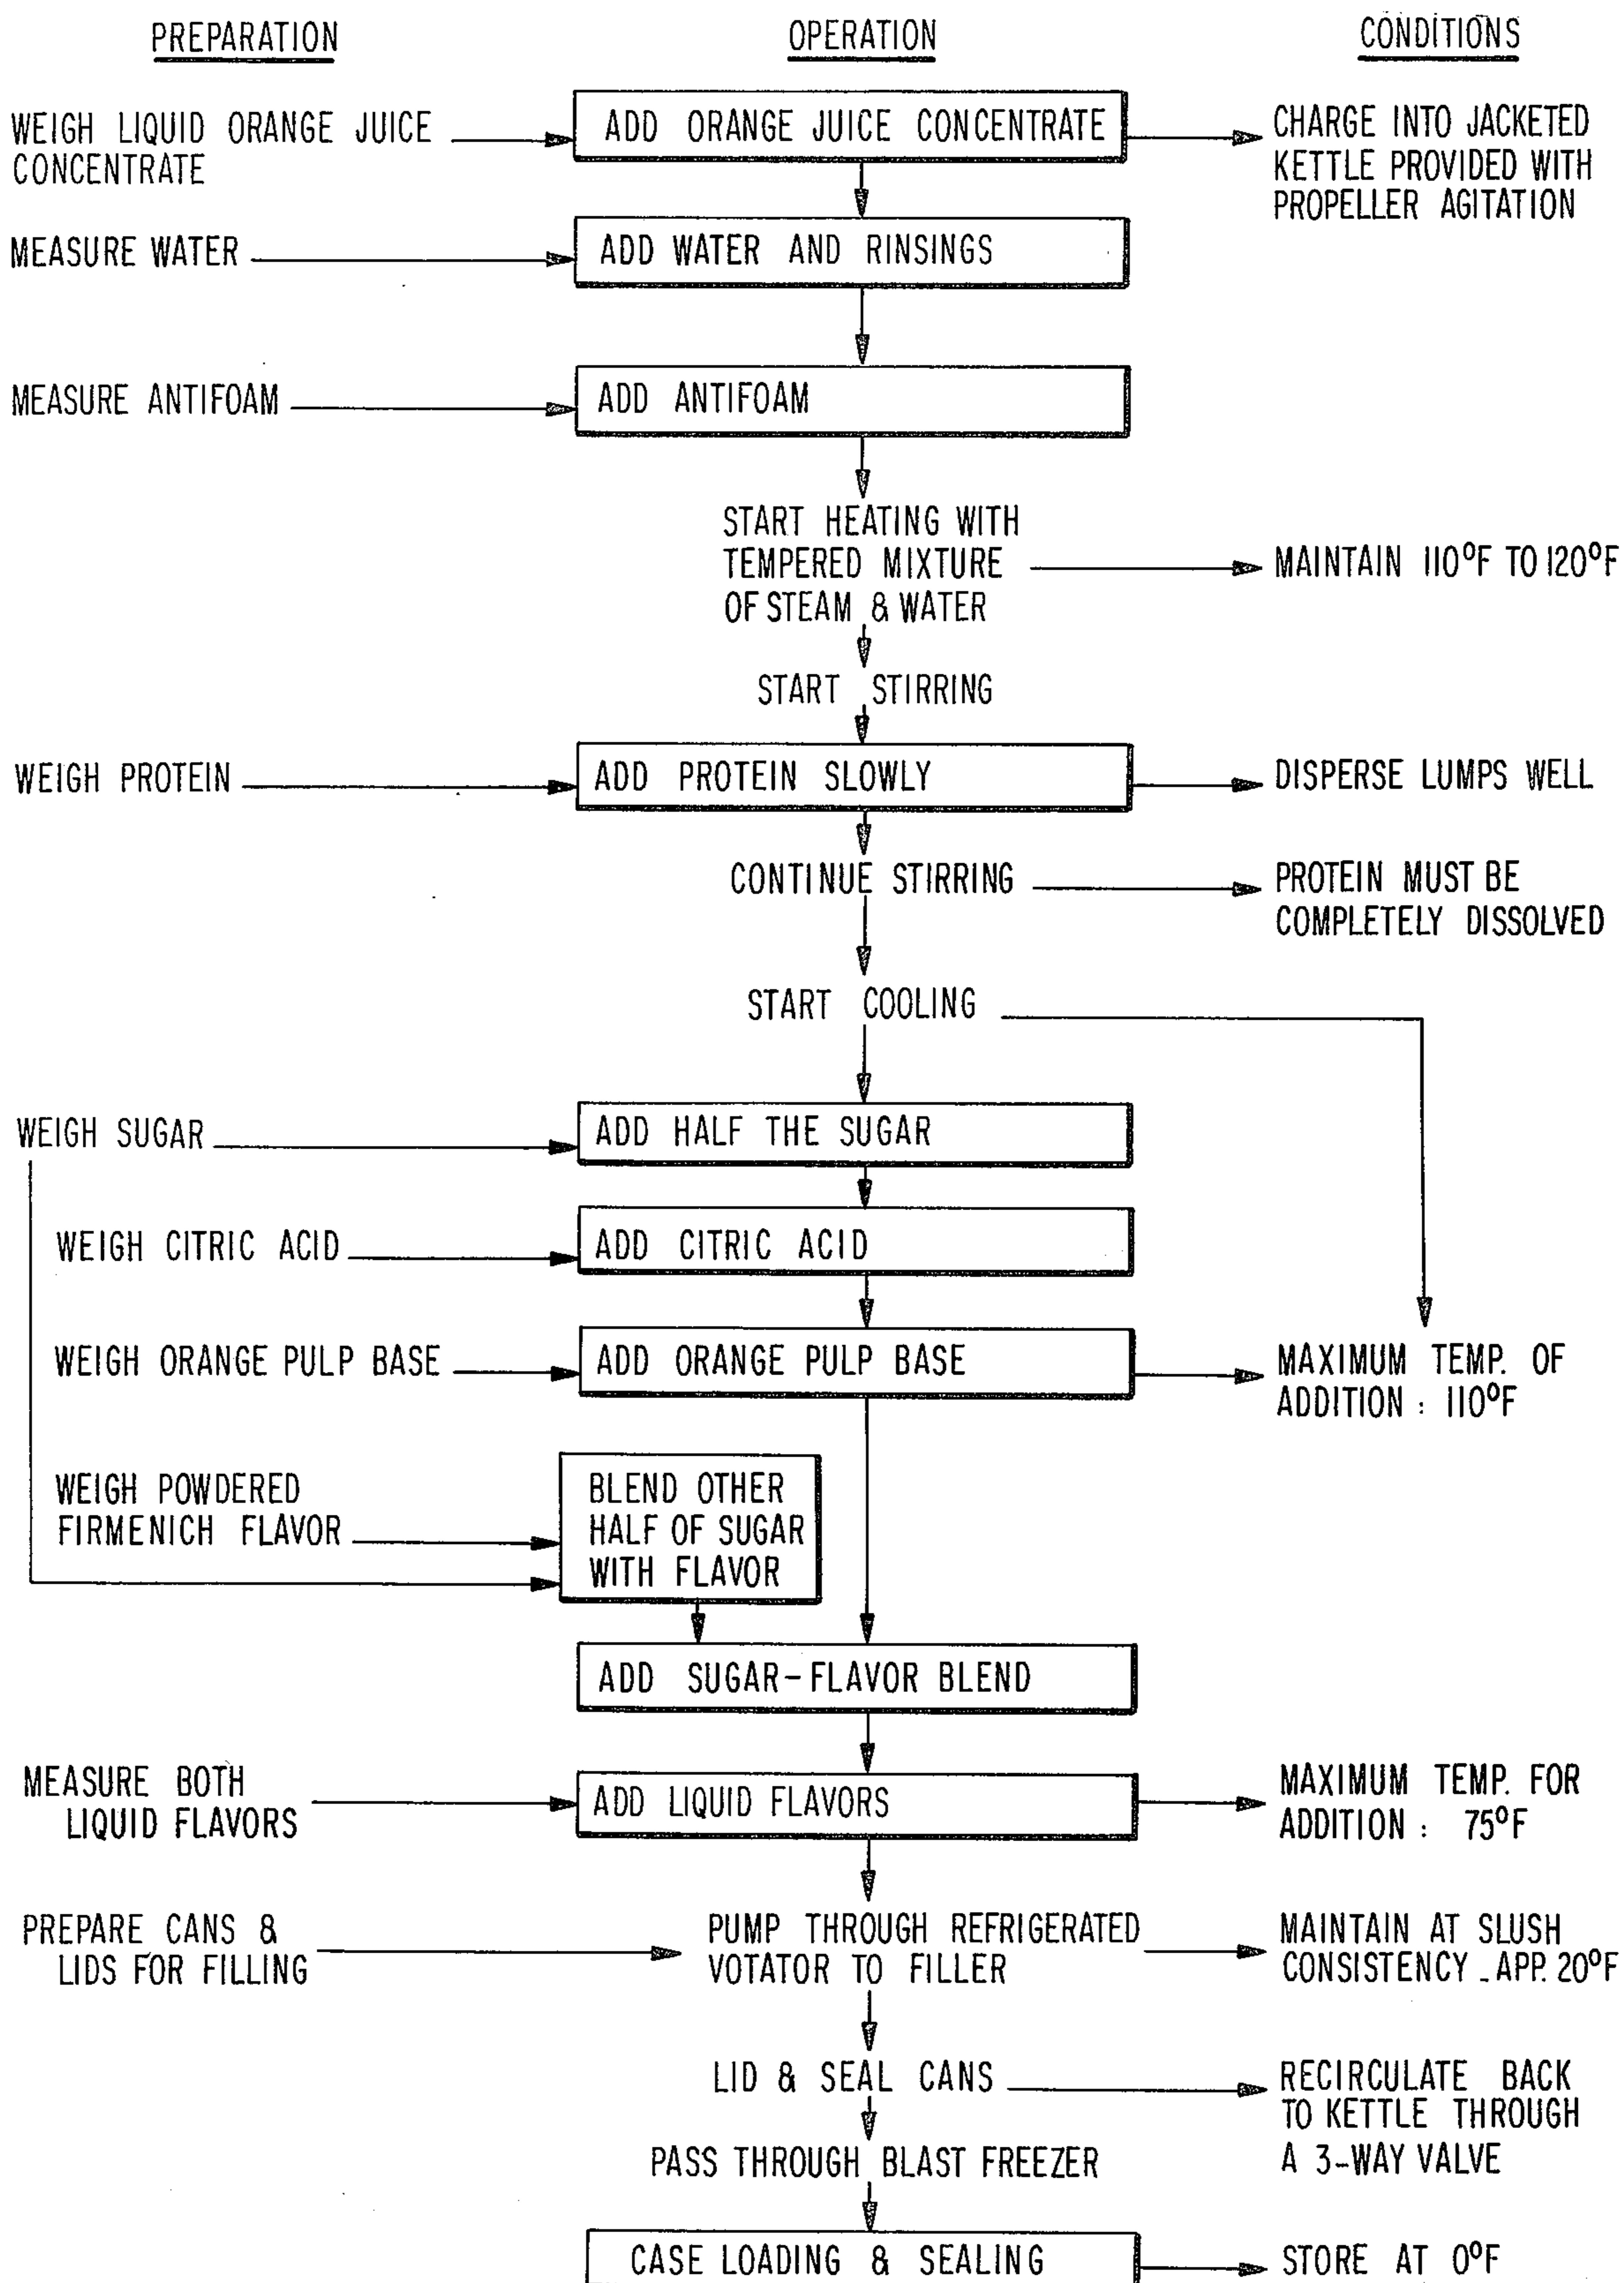 PREPARATION
OPERATION
CONDITIONS
WEIGH LIQUID ORANGE JUICE
CONCENTRATE
ADD ORANGE JUICE CONCENTRATE
CHARGE INTO JACKETED
KETTLE PROVIDED WITH
PROPELLER AGITATION
MEASURE WATER
ADD WATER AND RINSINGS
MEASURE ANTIFOAM
ADD ANTIFOAM
START HEATING WITH
TEMPERED MIXTURE
OF STEAM & WATER
MAINTAIN 110°F TO 120°F
START STIRRING
WEIGH PROTEIN
ADD PROTEIN SLOWLY
DISPERSE LUMPS WELL
CONTINUE STIRRING
PROTEIN MUST BE
COMPLETELY DISSOLVED
START COOLING
WEIGH SUGAR
ADD HALF THE SUGAR
WEIGH CITRIC ACID
ADD CITRIC ACID
WEIGH ORANGE PULP BASE
ADD ORANGE PULP BASE
MAXIMUM TEMP. OF
ADDITION : 110°F
WEIGH POWDERED
FIRMENICH FLAVOR
BLEND OTHER
HALF OF SUGAR
WITH FLAVOR
ADD SUGAR-FLAVOR BLEND
MEASURE BOTH
LIQUID FLAVORS
ADD LIQUID FLAVORS
MAXIMUM TEMP. FOR
ADDITION : 75°F
PREPARE CANS &
LIDS FOR FILLING
PUMP THROUGH REFRIGERATED
VOTATOR TO FILLER
MAINTAIN AT SLUSH
CONSISTENCY - APP. 20°F
LID & SEAL CANS
RECIRCULATE BACK
TO KETTLE THROUGH
A 3-WAY VALVE
PASS THROUGH BLAST FREEZER
CASE LOADING & SEALING
STORE AT 0°F